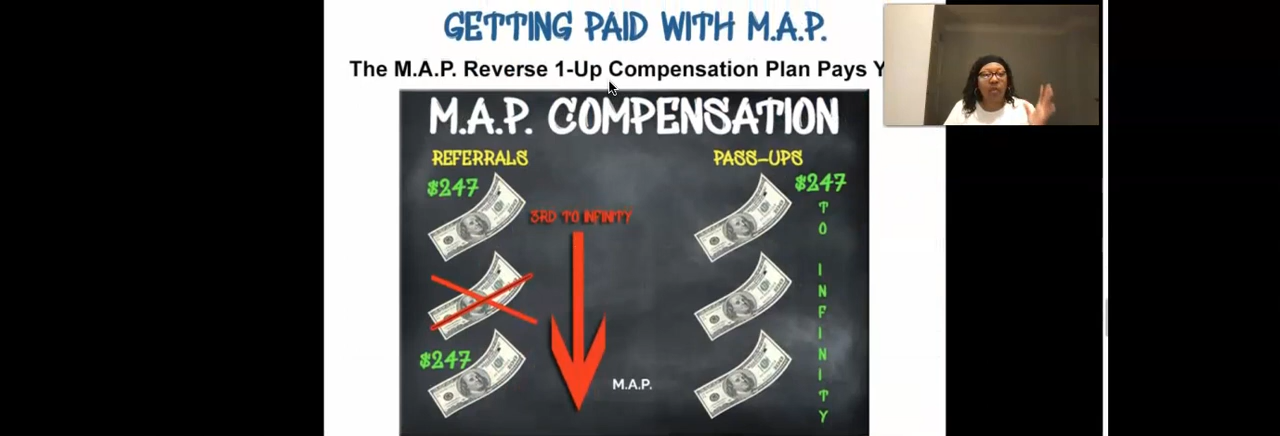 GETTING PAID WITH M.A.P.
The M.A.P. Reverse 1-Up Compensation Plan Pays Y
M.A.P. COMPENSATION
REFERRALS
PASS-UPS
$247
$247
3RD TO INFINITY
TO INFINITY
$247
M.A.P.